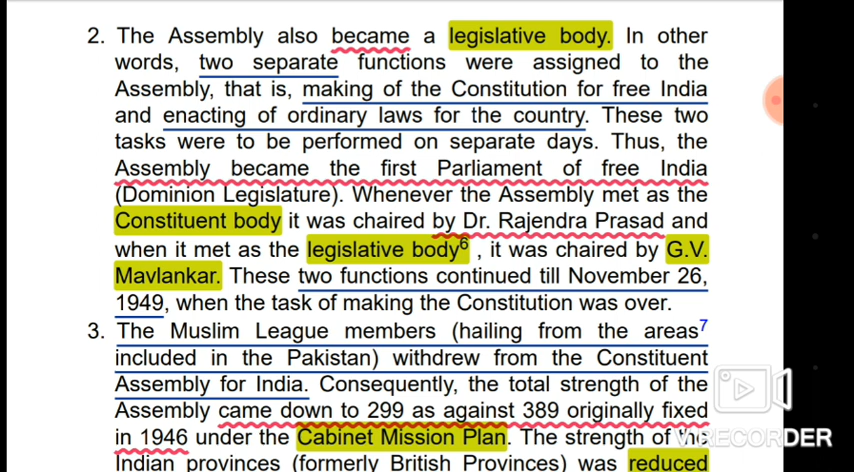 2. The Assembly also became a legislative body. In other
words, two separate functions were assigned to the
Assembly, that is, making of the Constitution for free India
and enacting of ordinary laws for the country. These two
tasks were to be performed on separate days. Thus, the
Assembly became the first Parliament of free India
(Dominion Legislature). Whenever the Assembly met as the
Constituent body it was chaired by Dr. Rajendra Prasad and
when it met as the legislative body6 , it was chaired by G.V.
Mavlankar. These two functions continued till November 26,
1949, when the task of making the Constitution was over.
3. The Muslim League members (hailing from the areas7
included in the Pakistan) withdrew from the Constituent
Assembly for India. Consequently, the total strength of the
Assembly came down to 299 as against 389 originally fixed
in 1946 under the Cabinet Mission Plan. The strength of the
Indian provinces (formerly British Provinces) was reduced
RECORDER